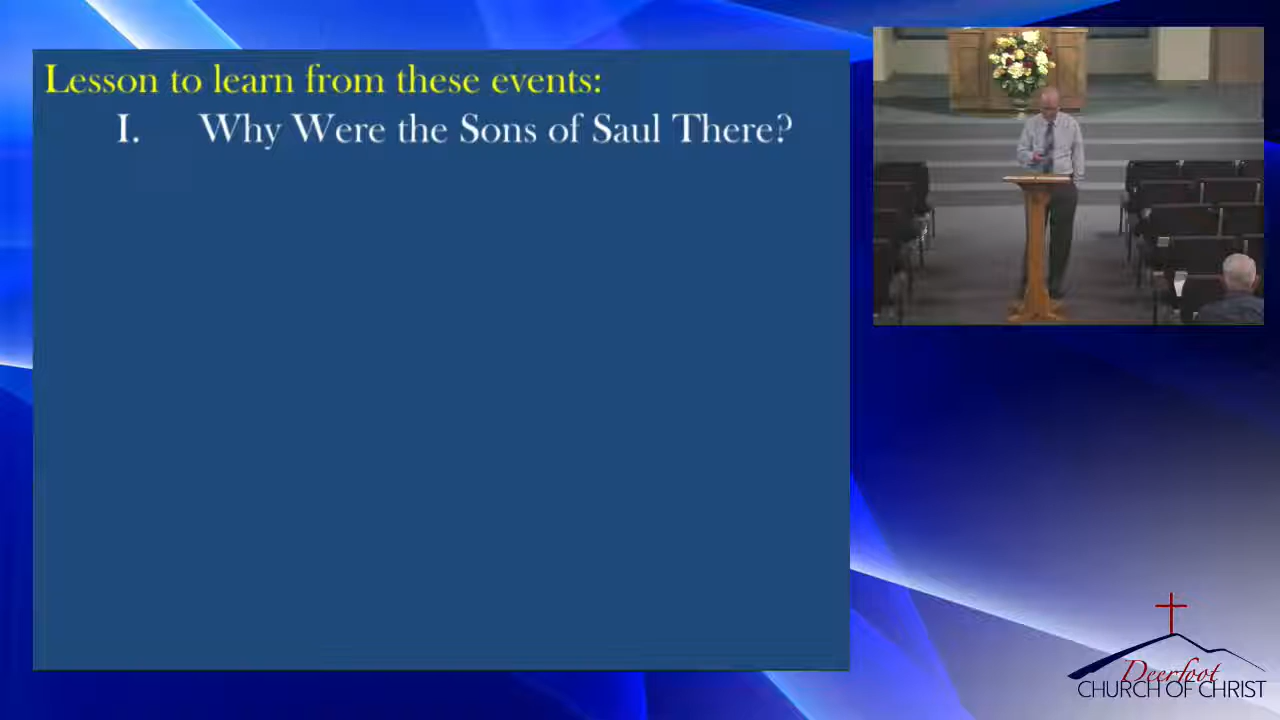 Lesson to learn from these events:
I. Why Were the Sons of Saul There?
Deerfoot
CHURCH OF CHRIST